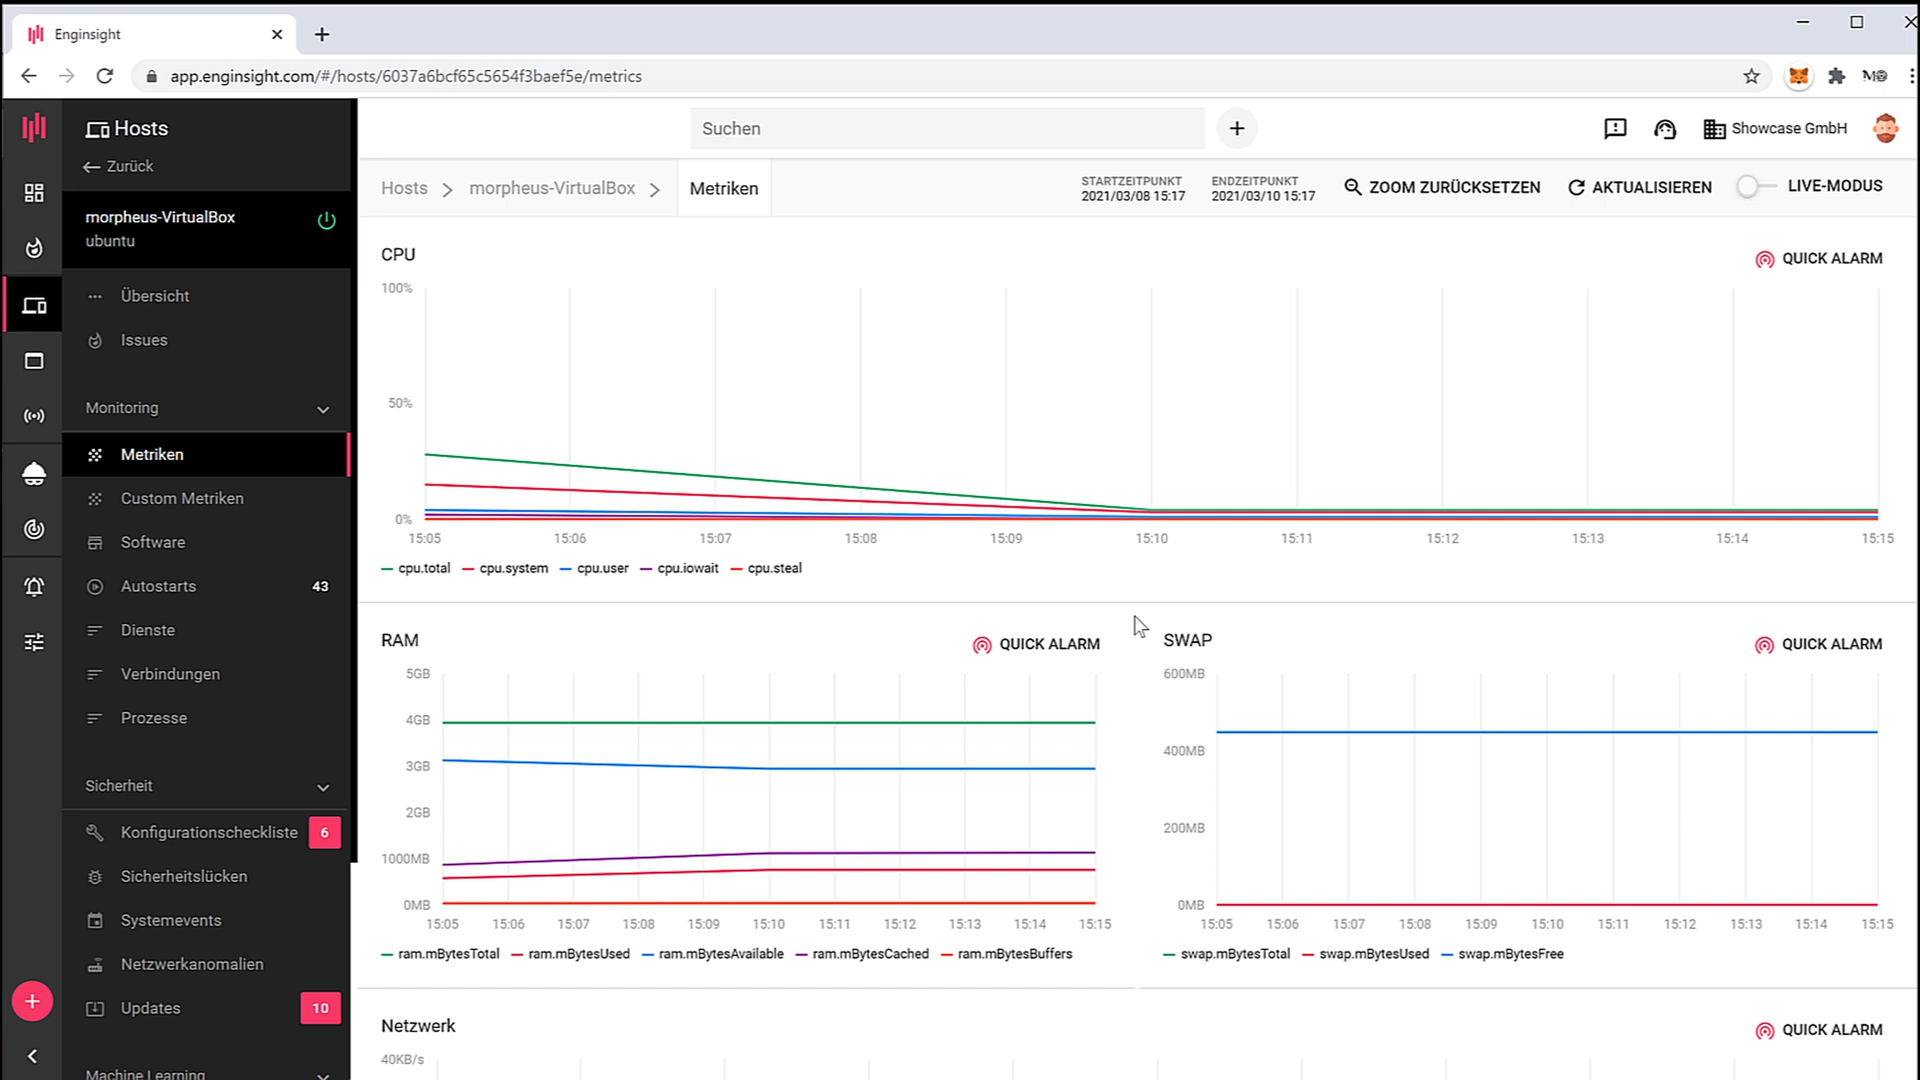 Enginsight
app.enginsight.com/#/hosts/6037a6bcf65c5654f3baef5e/metrics
Hosts
Zurück
morpheus-VirtualBox
ubuntu
Übersicht
Issues
Monitoring
Metriken
Custom Metriken
Software
Autostarts 43
Dienste
Verbindungen
Prozesse
Sicherheit
Konfigurationscheckliste 6
Sicherheitslücken
Systemevents
Netzwerkanomalien
Updates 10
Machine Learning
Suchen
Showcase GmbH
Hosts morpheus-VirtualBox Metriken
STARTZEITPUNKT
2021/03/08 15:17
ENDZEITPUNKT
2021/03/10 15:17
ZOOM ZURÜCKSETZEN
AKTUALISIEREN
LIVE-MODUS
CPU
QUICK ALARM
100%
50%
0%
15:05 15:06 15:07 15:08 15:09 15:10 15:11 15:12 15:13 15:14 15:15
cpu.total cpu.system cpu.user cpu.iowait cpu.steal
RAM
QUICK ALARM
5GB
4GB
3GB
2GB
1000MB
0MB
15:05 15:06 15:07 15:08 15:09 15:10 15:11 15:12 15:13 15:14 15:15
ram.mBytesTotal ram.mBytesUsed ram.mBytesAvailable ram.mBytesCached ram.mBytesBuffers
SWAP
QUICK ALARM
600MB
400MB
200MB
0MB
15:05 15:06 15:07 15:08 15:09 15:10 15:11 15:12 15:13 15:14 15:15
swap.mBytesTotal swap.mBytesUsed swap.mBytesFree
Netzwerk
QUICK ALARM
40KB/s